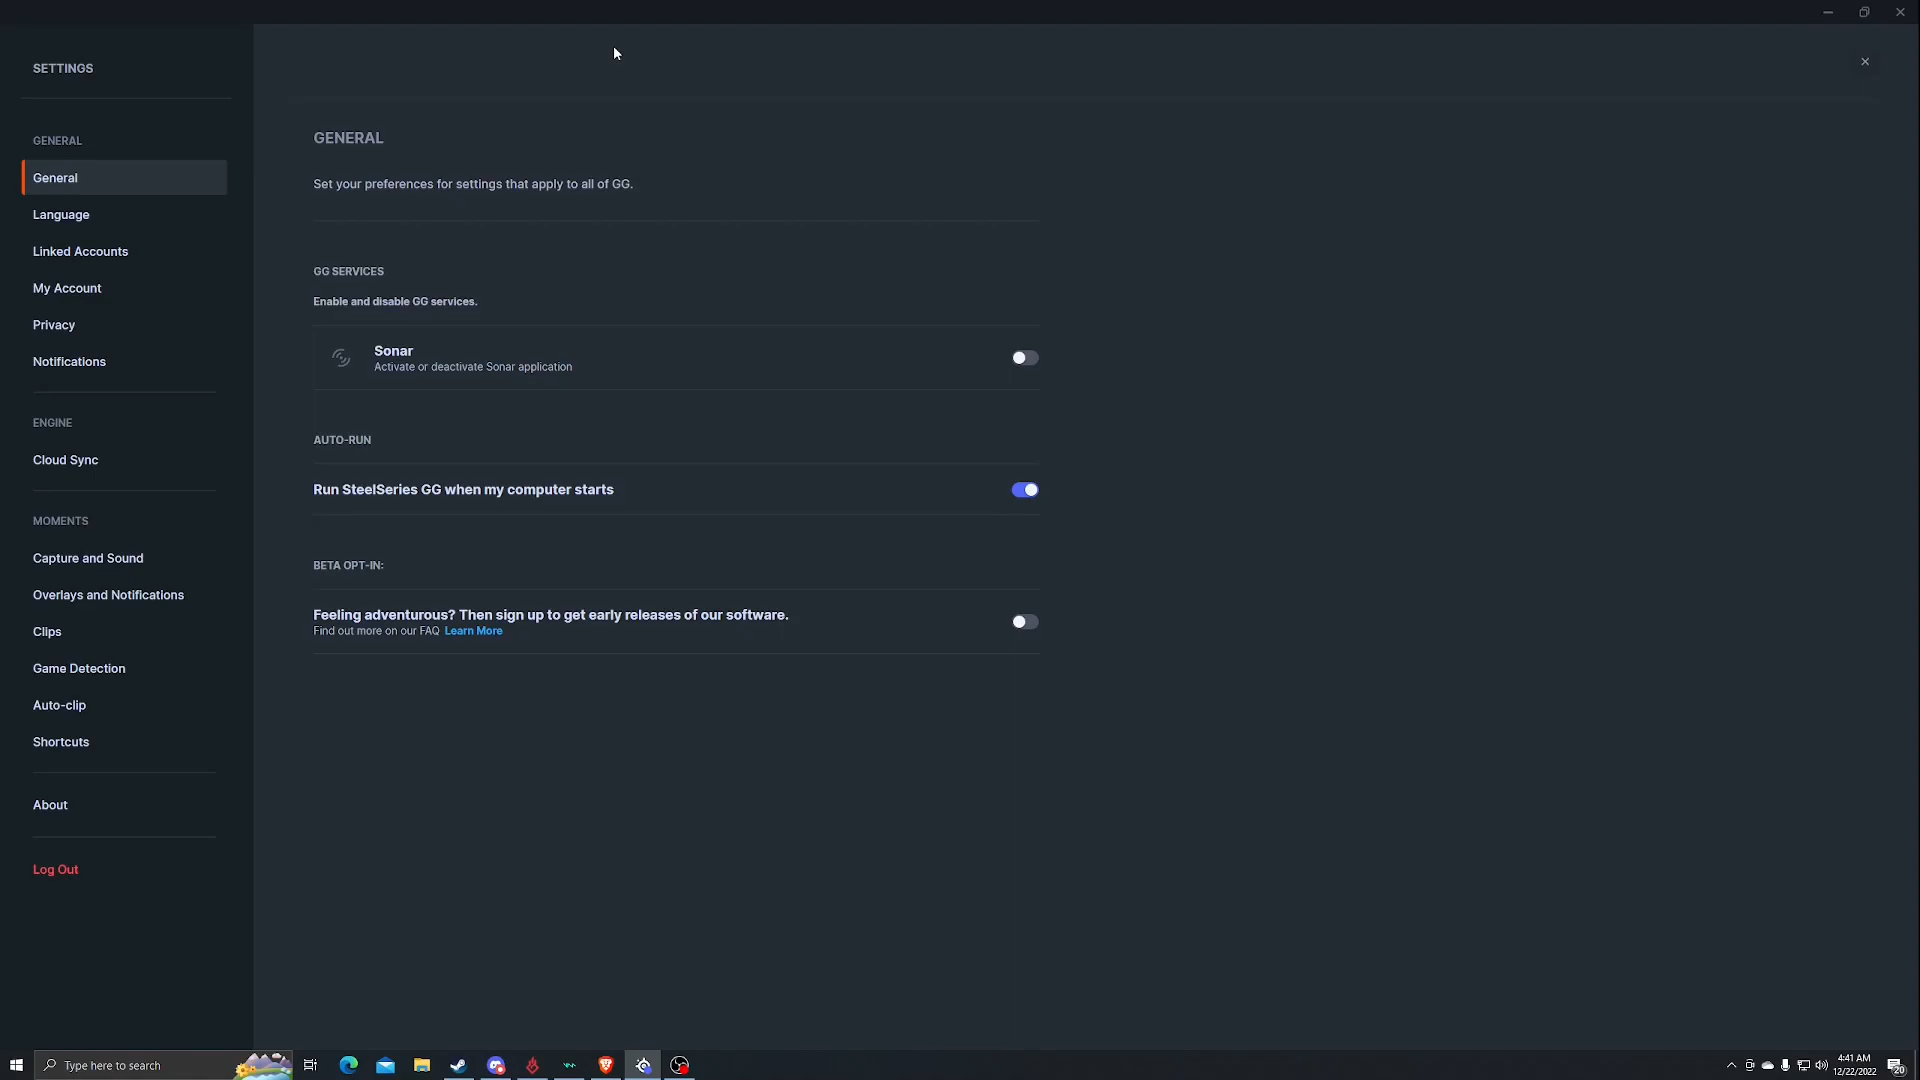 SETTINGS
GENERAL
General
Language
Linked Accounts
My Account
Privacy
Notifications
ENGINE
Cloud Sync
MOMENTS
Capture and Sound
Overlays and Notifications
Clips
Game Detection
Auto-clip
Shortcuts
About
Log Out
GENERAL
Set your preferences for settings that apply to all of GG.
GG SERVICES
Enable and disable GG services.
Sonar
Activate or deactivate Sonar application
AUTO-RUN
Run SteelSeries GG when my computer starts
BETA OPT-IN:
Feeling adventurous? Then sign up to get early releases of our software.
Find out more on our FAQ Learn More
Type here to search
4:41 AM
12/22/2022
20